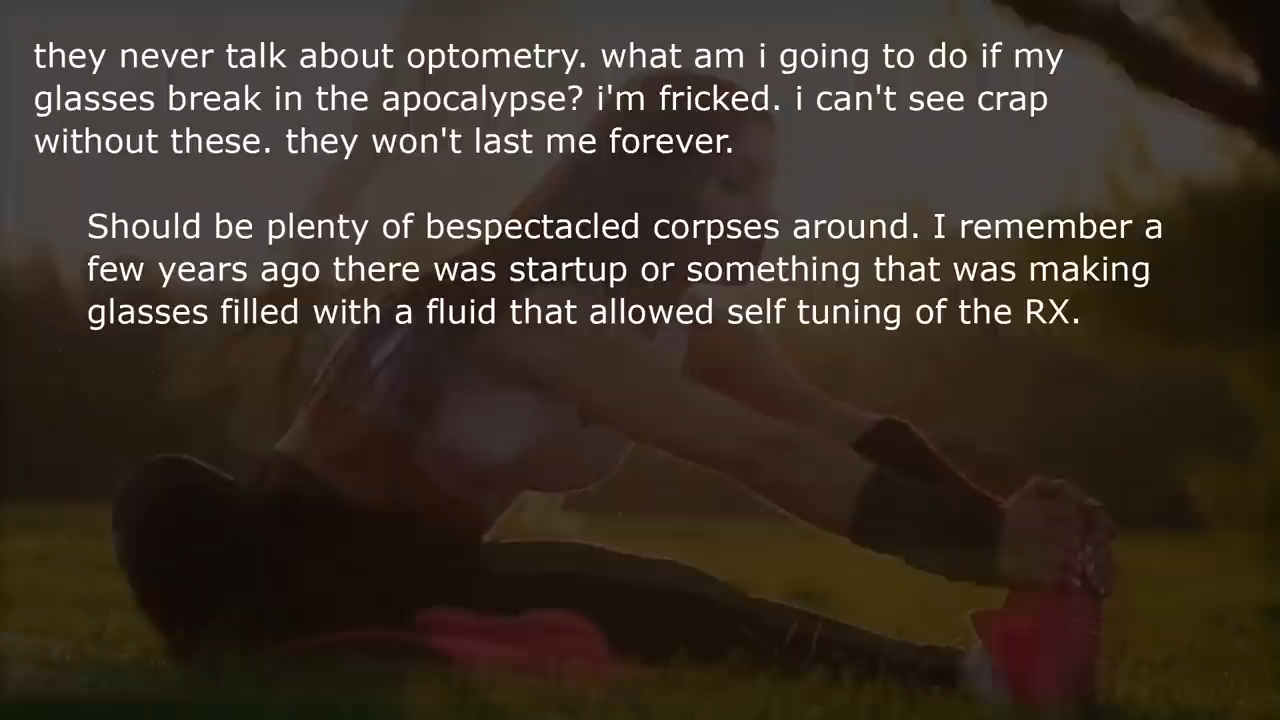 they never talk about optometry. what am i going to do if my
glasses break in the apocalypse? i'm fricked. i can't see crap
without these. they won't last me forever.
Should be plenty of bespectacled corpses around. I remember a
few years ago there was startup or something that was making
glasses filled with a fluid that allowed self tuning of the RX.